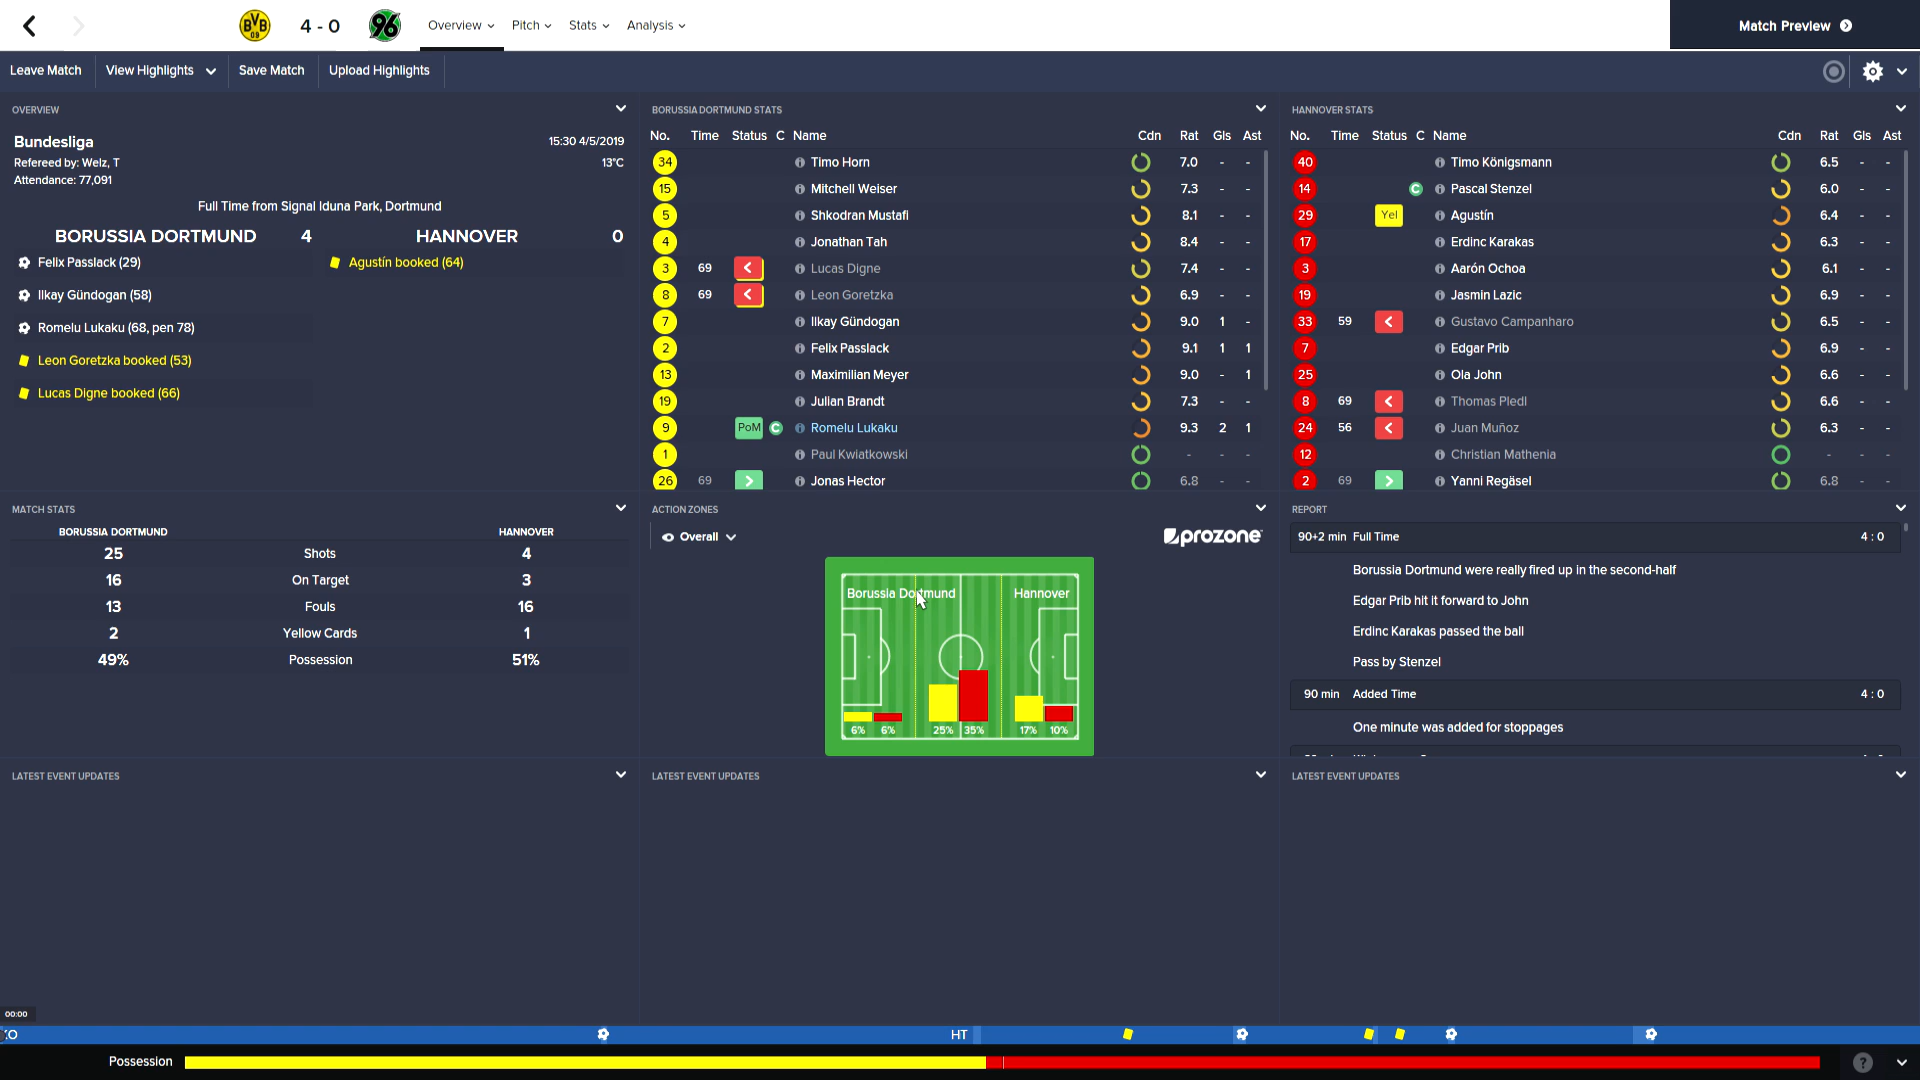 BVB 09
4 - 0
96
Overview
Pitch
Stats
Analysis
Match Preview
Leave Match
View Highlights
Save Match
Upload Highlights
OVERVIEW
Bundesliga
15:30 4/5/2019
Refereed by: Welz, T
13°C
Attendance: 77,091
Full Time from Signal Iduna Park, Dortmund
BORUSSIA DORTMUND 4
HANNOVER 0
Felix Passlack (29)
Agustín booked (64)
Ilkay Gündogan (58)
Romelu Lukaku (68, pen 78)
Leon Goretzka booked (53)
Lucas Digne booked (66)
BORUSSIA DORTMUND STATS
No. Time Status C Name Cdn Rat Gls Ast
34 Timo Horn 7.0 - -
15 Mitchell Weiser 7.3 - -
5 Shkodran Mustafi 8.1 - -
4 Jonathan Tah 8.4 - -
3 69 Lucas Digne 7.4 - -
8 69 Leon Goretzka 6.9 - -
7 Ilkay Gündogan 9.0 1 -
2 Felix Passlack 9.1 1 1
13 Maximilian Meyer 9.0 - 1
19 Julian Brandt 7.3 - -
9 PoM C Romelu Lukaku 9.3 2 1
1 Paul Kwiatkowski - - -
26 69 Jonas Hector 6.8 - -
HANNOVER STATS
No. Time Status C Name Cdn Rat Gls Ast
40 Timo Königsmann 6.5 - -
14 C Pascal Stenzel 6.0 - -
29 Yel Agustín 6.4 - -
17 Erdinc Karakas 6.3 - -
3 Aarón Ochoa 6.1 - -
19 Jasmin Lazic 6.9 - -
33 59 Gustavo Campanharo 6.5 - -
7 Edgar Prib 6.9 - -
25 Ola John 6.6 - -
8 69 Thomas Pledl 6.6 - -
24 56 Juan Muñoz 6.3 - -
12 Christian Mathenia - - -
2 69 Yanni Regäsel 6.8 - -
MATCH STATS
BORUSSIA DORTMUND HANNOVER
25 Shots 4
16 On Target 3
13 Fouls 16
2 Yellow Cards 1
49% Possession 51%
ACTION ZONES
Overall
prozone
Borussia Dortmund
Hannover
6% 6% 25% 35% 17% 10%
REPORT
90+2 min Full Time 4 : 0
Borussia Dortmund were really fired up in the second-half
Edgar Prib hit it forward to John
Erdinc Karakas passed the ball
Pass by Stenzel
90 min Added Time 4 : 0
One minute was added for stoppages
LATEST EVENT UPDATES
LATEST EVENT UPDATES
LATEST EVENT UPDATES
00:00
HT
Possession
?